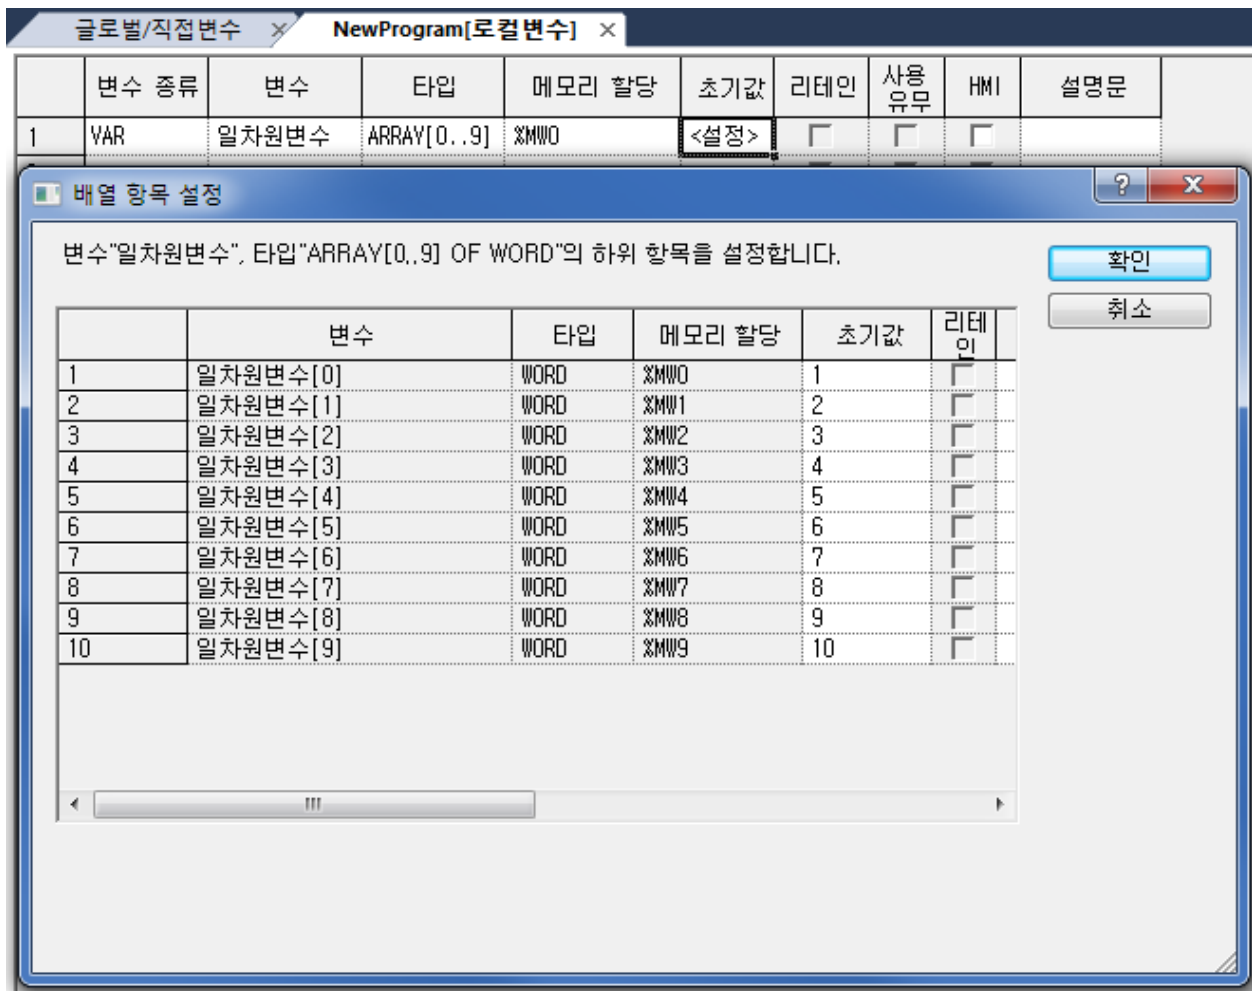 글로벌/직접변수 NewProgram[로컬변수]
변수 종류 변수 타입 메모리 할당 초기값 리테인 사용 유무 HMI 설명문
1 VAR 일차원변수 ARRAY[0..9] %MW0 <설정>
배열 항목 설정
변수"일차원변수", 타입"ARRAY[0..9] OF WORD"의 하위 항목을 설정합니다.
확인
취소
변수 타입 메모리 할당 초기값 리테인
1 일차원변수[0] WORD %MW0 1
2 일차원변수[1] WORD %MW1 2
3 일차원변수[2] WORD %MW2 3
4 일차원변수[3] WORD %MW3 4
5 일차원변수[4] WORD %MW4 5
6 일차원변수[5] WORD %MW5 6
7 일차원변수[6] WORD %MW6 7
8 일차원변수[7] WORD %MW7 8
9 일차원변수[8] WORD %MW8 9
10 일차원변수[9] WORD %MW9 10